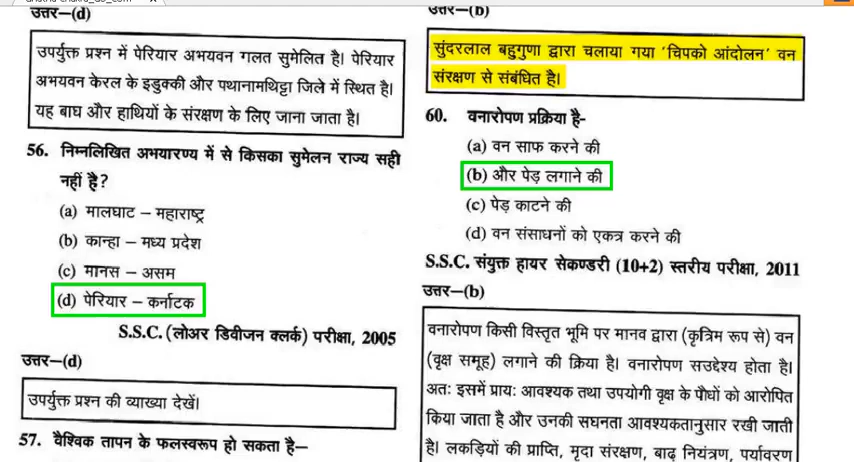 उत्तर–(d)
उपर्युक्त प्रश्न में पेरियार अभयवन गलत सुमेलित है। पेरियार
अभयवन केरल के इडुक्की और पथानामथिट्टा जिले में स्थित है।
यह बाघ और हाथियों के संरक्षण के लिए जाना जाता है।
56. निम्नलिखित अभयारण्य में से किसका सुमेलन राज्य सही
नहीं है?
(a) मालघाट – महाराष्ट्र
(b) कान्हा – मध्य प्रदेश
(c) मानस – असम
(d) पेरियार – कर्नाटक
S.S.C. (लोअर डिवीजन क्लर्क) परीक्षा, 2005
उत्तर–(d)
उपर्युक्त प्रश्न की व्याख्या देखें।
57. वैश्विक तापन के फलस्वरूप हो सकता है–
उत्तर–(b)
सुंदरलाल बहुगुणा द्वारा चलाया गया 'चिपको आंदोलन' वन
संरक्षण से संबंधित है।
60. वनारोपण प्रक्रिया है-
(a) वन साफ करने की
(b) और पेड़ लगाने की
(c) पेड़ काटने की
(d) वन संसाधनों को एकत्र करने की
S.S.C. संयुक्त हायर सेकण्डरी (10+2) स्तरीय परीक्षा, 2011
उत्तर–(b)
वनारोपण किसी विस्तृत भूमि पर मानव द्वारा (कृत्रिम रूप से) वन
(वृक्ष समूह) लगाने की क्रिया है। वनारोपण सउद्देश्य होता है।
अतः इसमें प्रायः आवश्यक तथा उपयोगी वृक्ष के पौधों को आरोपित
किया जाता है और उनकी सघनता आवश्यकतानुसार रखी जाती
है। लकड़ियों की प्राप्ति, मृदा संरक्षण, बाढ़ नियंत्रण, पर्यावरण